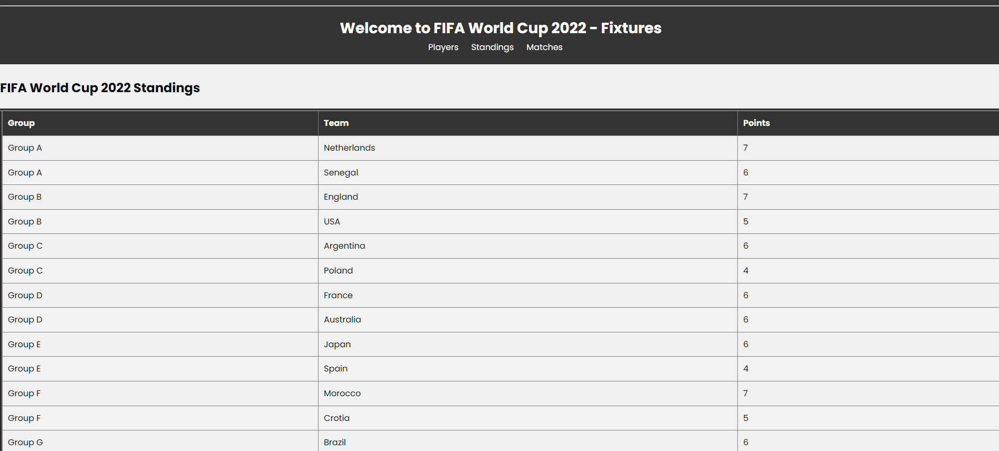 Welcome to FIFA World Cup 2022 - Fixtures
Players Standings Matches
FIFA World Cup 2022 Standings
Group Team Points
Group A Netherlands 7
Group A Senegal 6
Group B England 7
Group B USA 5
Group C Argentina 6
Group C Poland 4
Group D France 6
Group D Australia 6
Group E Japan 6
Group E Spain 4
Group F Morocco 7
Group F Crotia 5
Group G Brazil 6